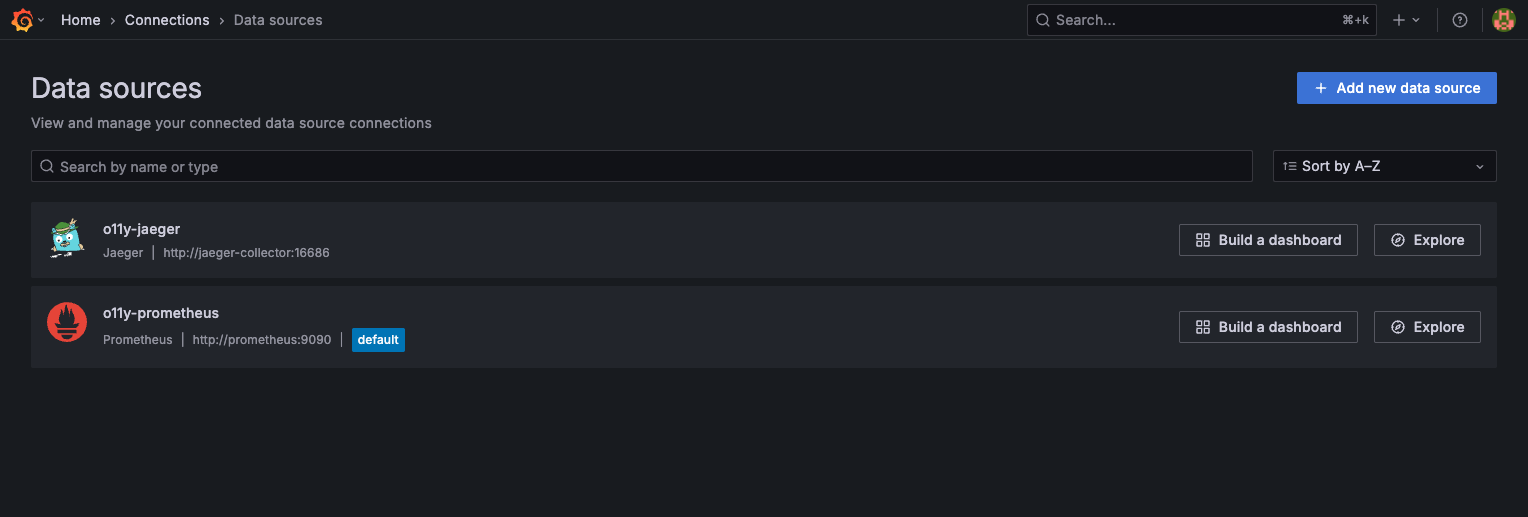 Home › Connections › Data sources
Search... ⌘+k
Data sources
Add new data source
View and manage your connected data source connections
Search by name or type
Sort by A–Z
o11y-jaeger
Jaeger | http://jaeger-collector:16686
Build a dashboard
Explore
o11y-prometheus
Prometheus | http://prometheus:9090 | default
Build a dashboard
Explore